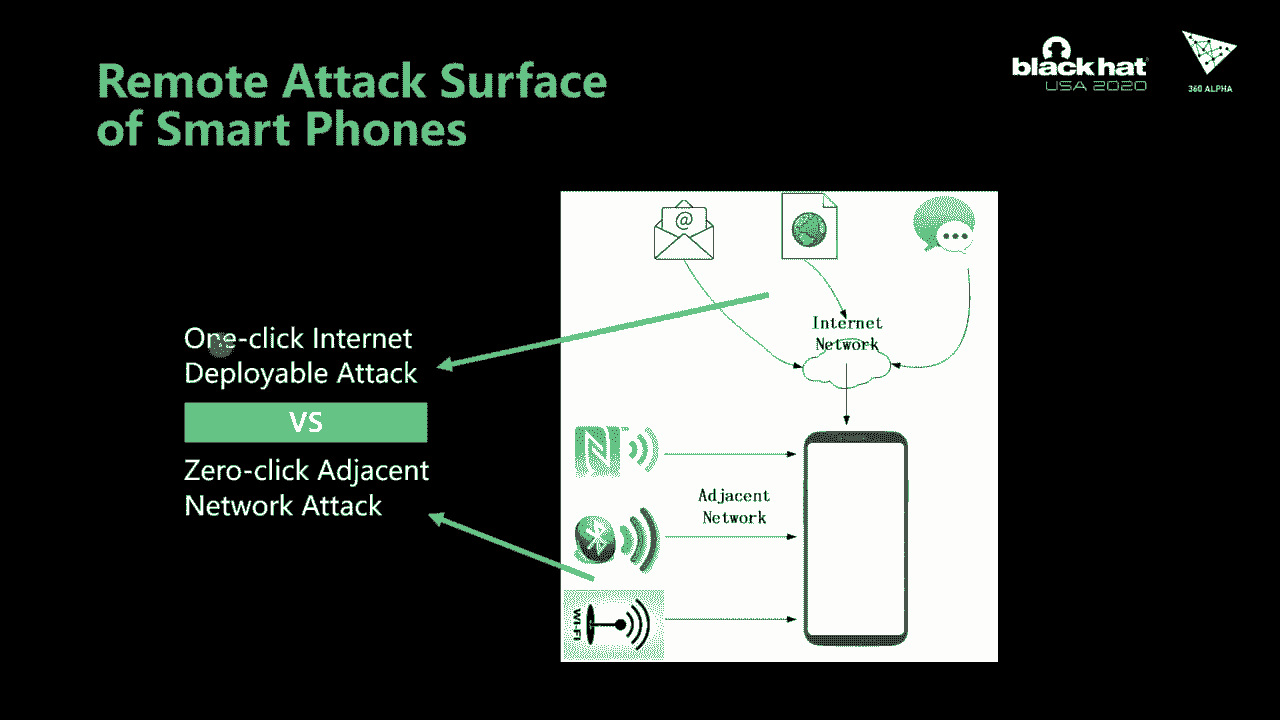 Remote Attack Surface
of Smart Phones
black hat
USA 2020
360 ALPHA
@
Internet
Network
One-click Internet
Deployable Attack
VS
Zero-click Adjacent
Network Attack
N
Adjacent
Network
WI-FI